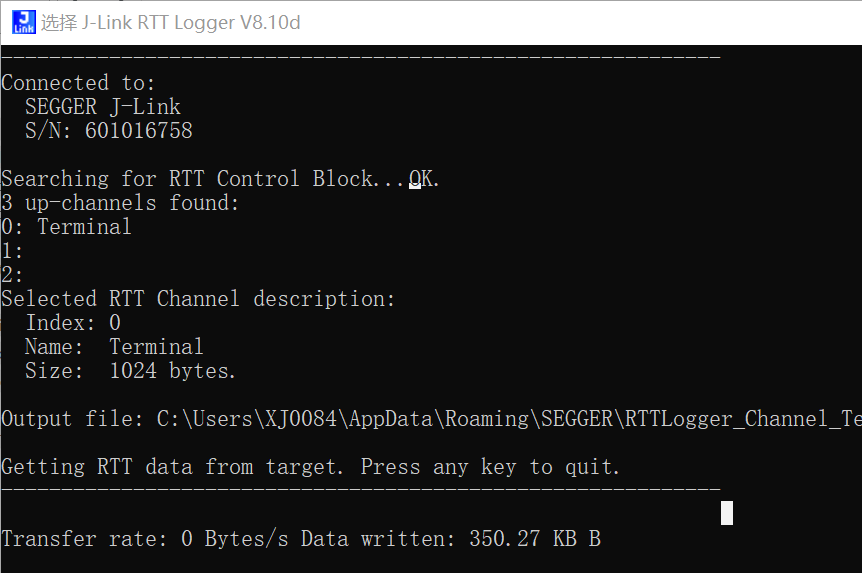 J Link
选择 J-Link RTT Logger V8.10d
------------------------------------------------------------
Connected to:
  SEGGER J-Link
  S/N: 601016758

Searching for RTT Control Block...OK.
3 up-channels found:
0: Terminal
1:
2:
Selected RTT Channel description:
  Index: 0
  Name:  Terminal
  Size:  1024 bytes.

Output file: C:\Users\XJ0084\AppData\Roaming\SEGGER\RTTLogger_Channel_Te

Getting RTT data from target. Press any key to quit.
------------------------------------------------------------

Transfer rate: 0 Bytes/s Data written: 350.27 KB B